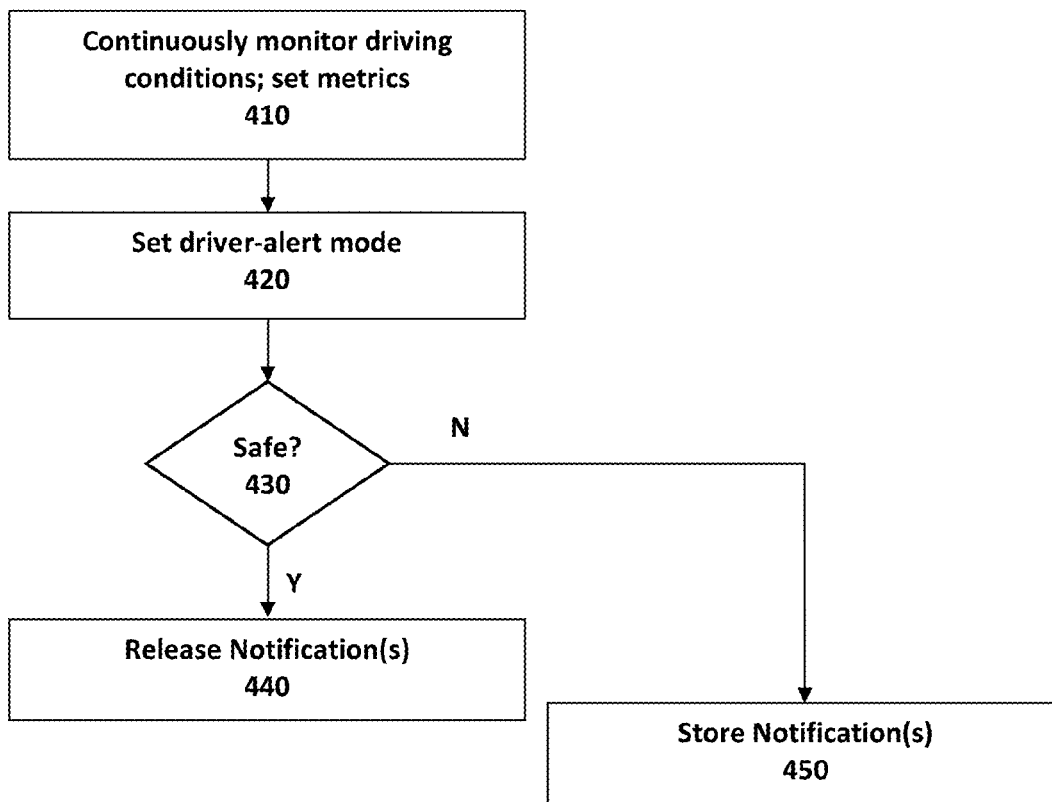 Continuously monitor driving
conditions; set metrics
410
Set driver-alert mode
420
Safe?
430
N
Y
Release Notification(s)
440
Store Notification(s)
450